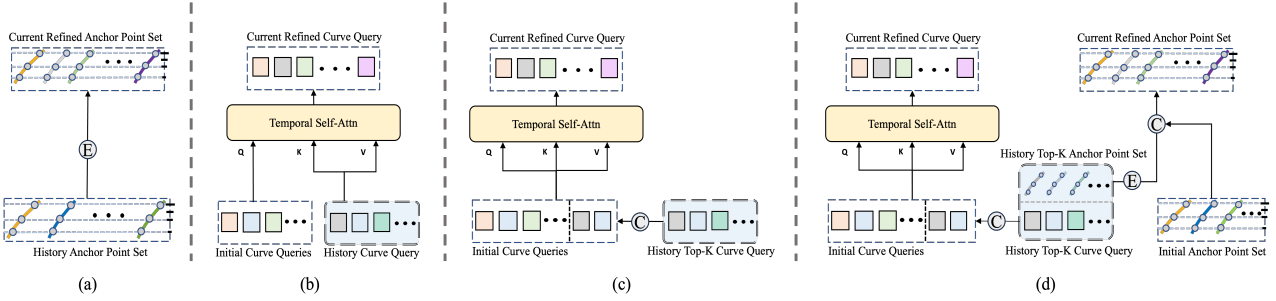 Current Refined Anchor Point Set
E
History Anchor Point Set
(a)
Current Refined Curve Query
Temporal Self-Attn
Q
K
V
Initial Curve Queries
History Curve Query
(b)
Current Refined Curve Query
Temporal Self-Attn
Q
K
V
C
Initial Curve Queries
History Top-K Curve Query
(c)
Current Refined Curve Query
Current Refined Anchor Point Set
Temporal Self-Attn
C
Q
K
V
History Top-K Anchor Point Set
E
C
Initial Curve Queries
History Top-K Curve Query
Initial Anchor Point Set
(d)